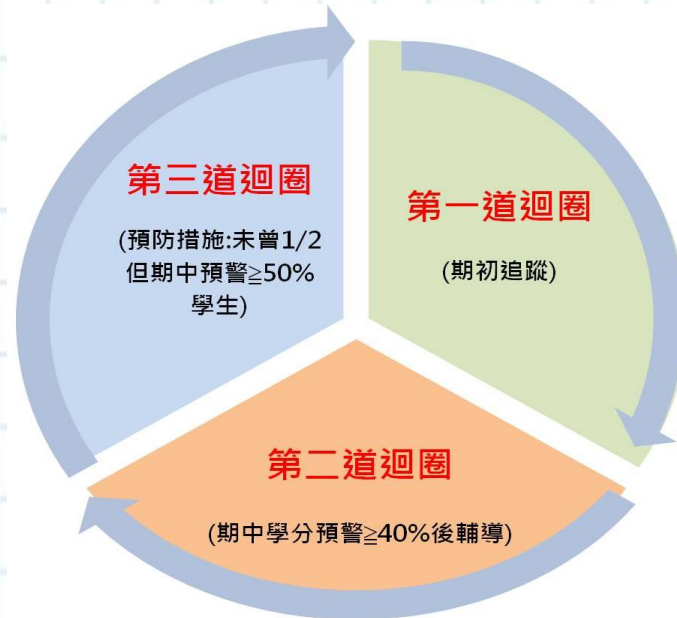 第一道迴圈
(期初追蹤)
第二道迴圈
(期中學分預警≧40%後輔導)
第三道迴圈
(預防措施:未曾1/2
但期中預警≧50%
學生)